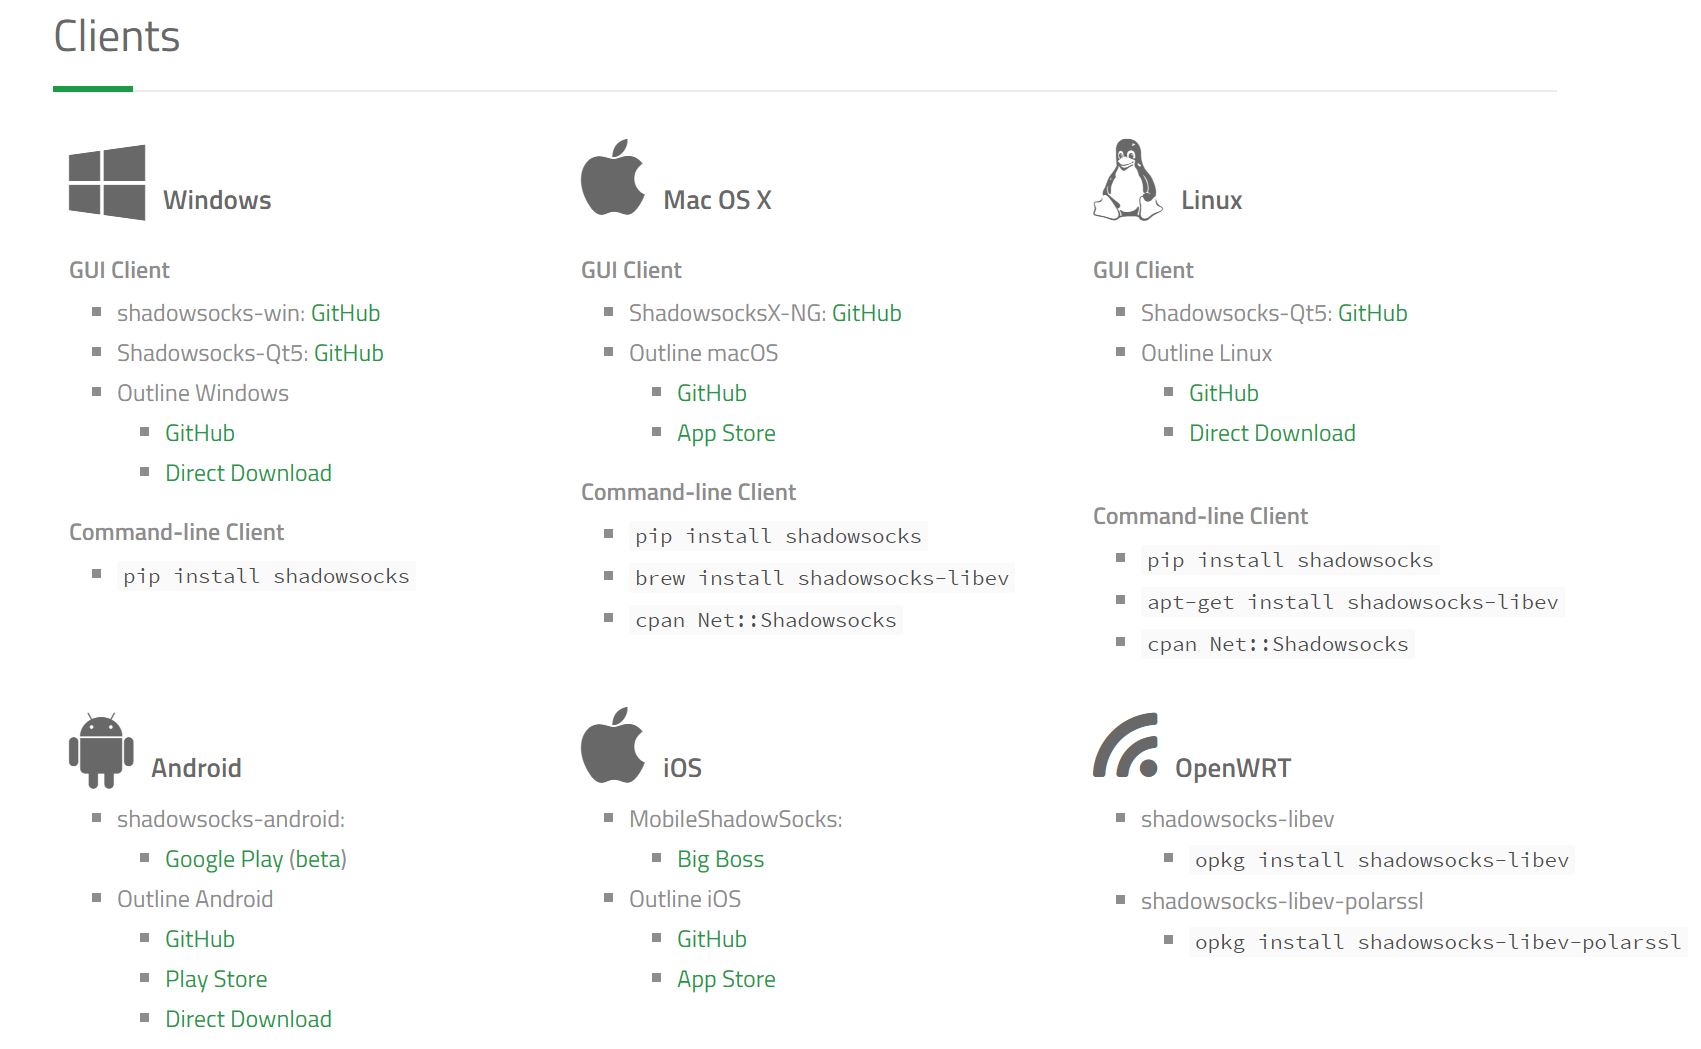 Clients
Windows
GUI Client
shadowsocks-win: GitHub
Shadowsocks-Qt5: GitHub
Outline Windows
GitHub
Direct Download
Command-line Client
pip install shadowsocks
Mac OS X
GUI Client
ShadowsocksX-NG: GitHub
Outline macOS
GitHub
App Store
Command-line Client
pip install shadowsocks
brew install shadowsocks-libev
cpan Net::Shadowsocks
Linux
GUI Client
Shadowsocks-Qt5: GitHub
Outline Linux
GitHub
Direct Download
Command-line Client
pip install shadowsocks
apt-get install shadowsocks-libev
cpan Net::Shadowsocks
Android
shadowsocks-android:
Google Play (beta)
Outline Android
GitHub
Play Store
Direct Download
iOS
MobileShadowSocks:
Big Boss
Outline iOS
GitHub
App Store
OpenWRT
shadowsocks-libev
opkg install shadowsocks-libev
shadowsocks-libev-polarssl
opkg install shadowsocks-libev-polarssl